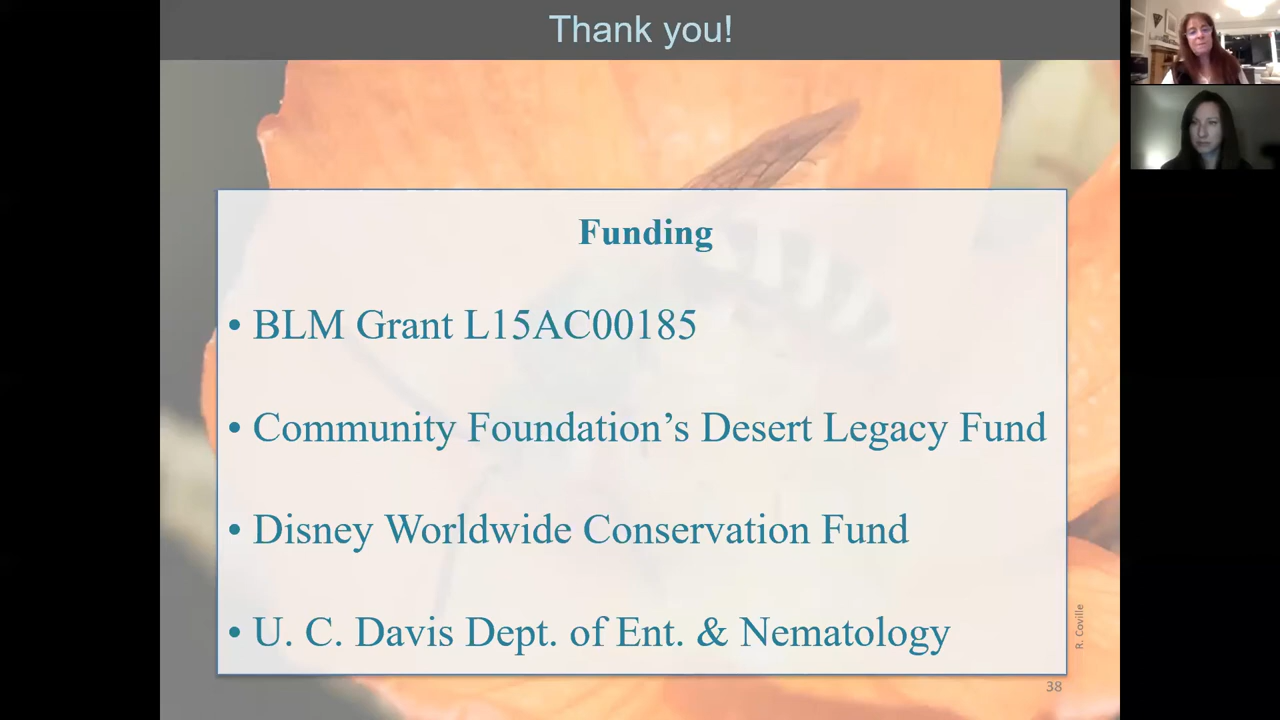 Thank you!
Funding
• BLM Grant L15AC00185
• Community Foundation’s Desert Legacy Fund
• Disney Worldwide Conservation Fund
• U. C. Davis Dept. of Ent. & Nematology
R. Coville
38